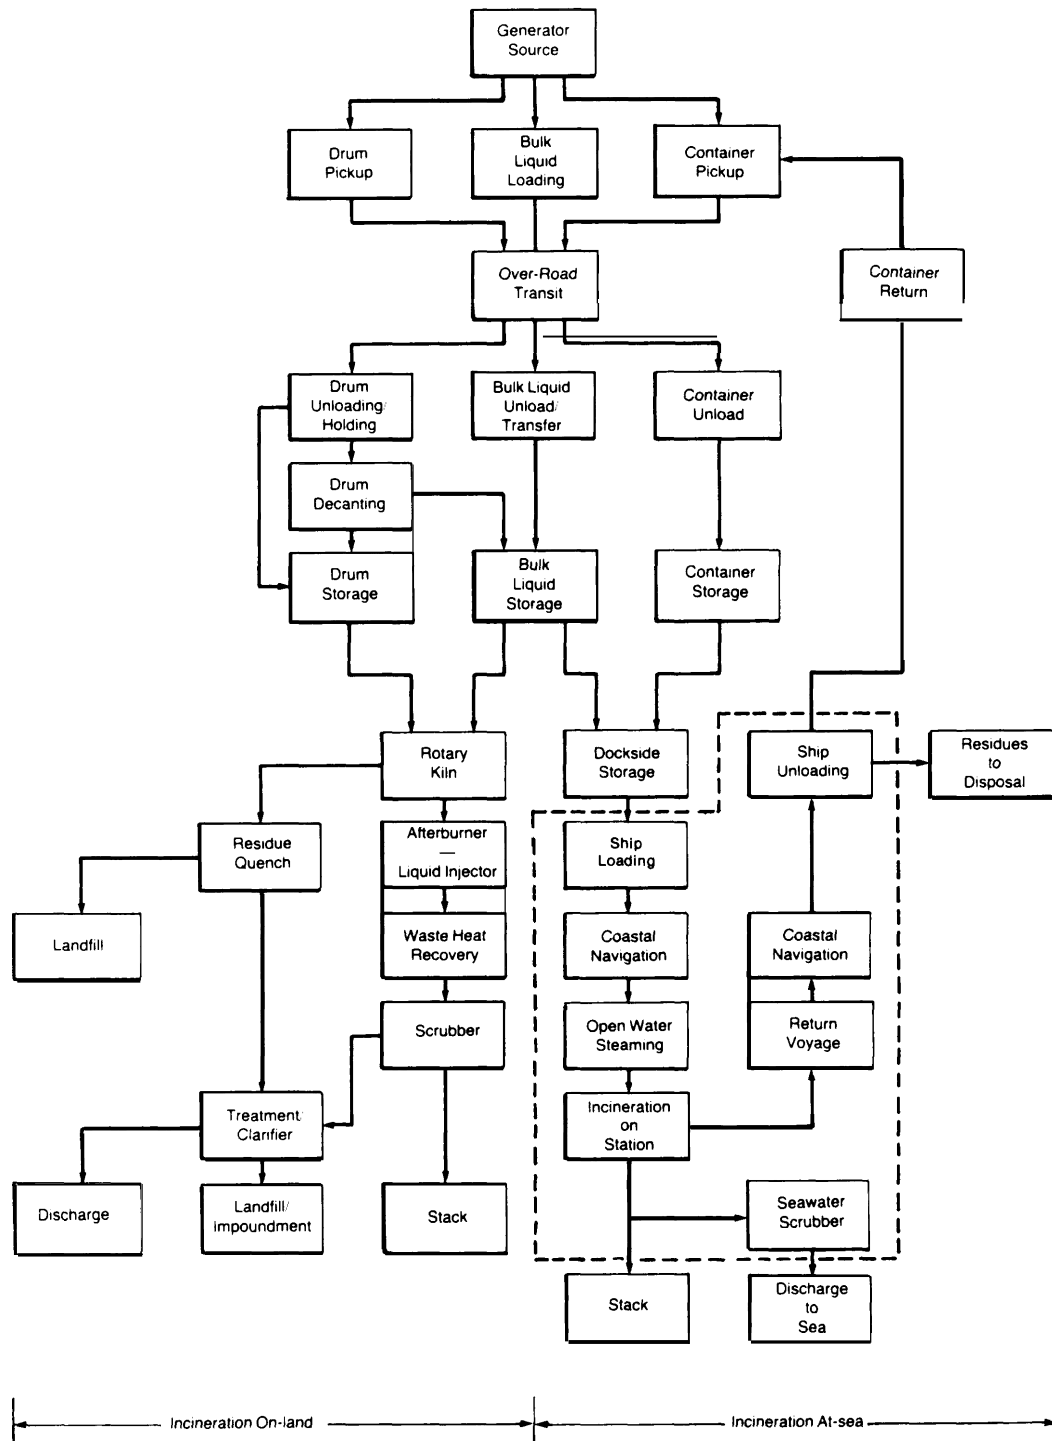 Generator
Source
Drum
Pickup
Bulk
Liquid
Loading
Container
Pickup
Over-Road
Transit
Container
Return
Drum
Unloading/
Holding
Bulk Liquid
Unload/
Transfer
Container
Unload
Drum
Decanting
Drum
Storage
Bulk
Liquid
Storage
Container
Storage
Rotary
Kiln
Dockside
Storage
Ship
Unloading
Residues
to
Disposal
Residue
Quench
Afterburner
—
Liquid Injector
Ship
Loading
Landfill
Waste Heat
Recovery
Coastal
Navigation
Coastal
Navigation
Scrubber
Open Water
Steaming
Return
Voyage
Treatment/
Clarifier
Incineration
on
Station
Discharge
Landfill/
Impoundment
Stack
Seawater
Scrubber
Stack
Discharge
to
Sea
Incineration On-land
Incineration At-sea